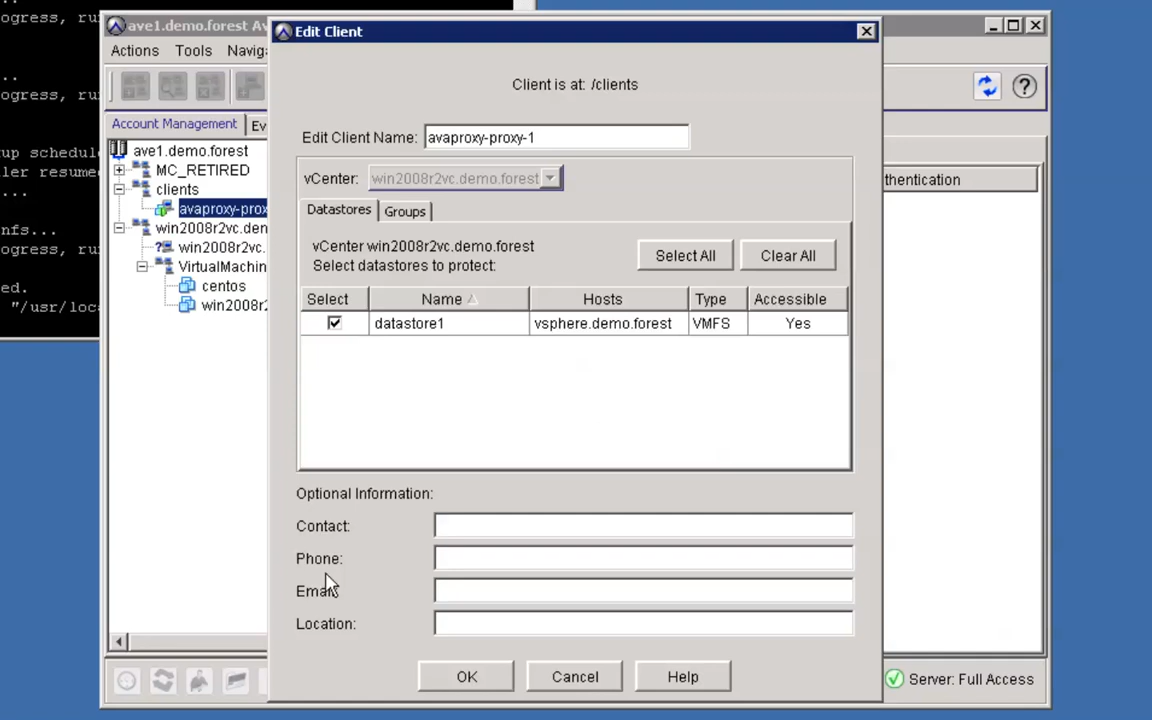 ogress, ru
ave1.demo.forest Av
Edit Client
Actions Tools Naviga
Client is at: /clients
..
ogress, ru
Account Management Ev
Edit Client Name: avaproxy-proxy-1
ave1.demo.forest
up schedul
MC_RETIRED
ler resume
vCenter: win2008r2vc.demo.forest
thentication
...
clients
avaproxy-prox
Datastores Groups
nfs...
win2008r2vc.dem
ogress, ru
win2008r2vc.
vCenter win2008r2vc.demo.forest
Select datastores to protect:
Select All Clear All
VirtualMachin
ed.
centos
"/usr/loc
win2008r2
Select Name Hosts Type Accessible
datastore1 vsphere.demo.forest VMFS Yes
Optional Information:
Contact:
Phone:
Email:
Location:
OK Cancel Help
Server: Full Access